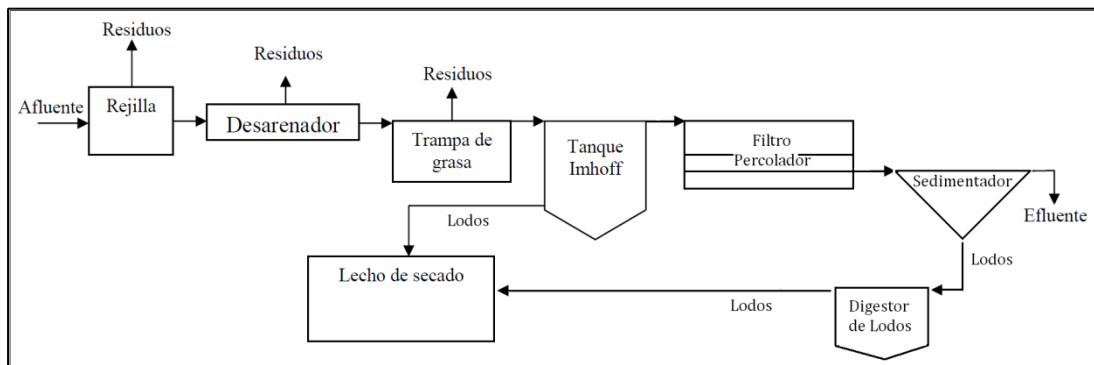 Residuos
Residuos
Residuos
Afluente
Rejilla
Desarenador
Trampa de
grasa
Tanque
Imhoff
Filtro
Percolador
Sedimentador
Efluente
Lodos
Lodos
Lecho de secado
Lodos
Digestor
de Lodos